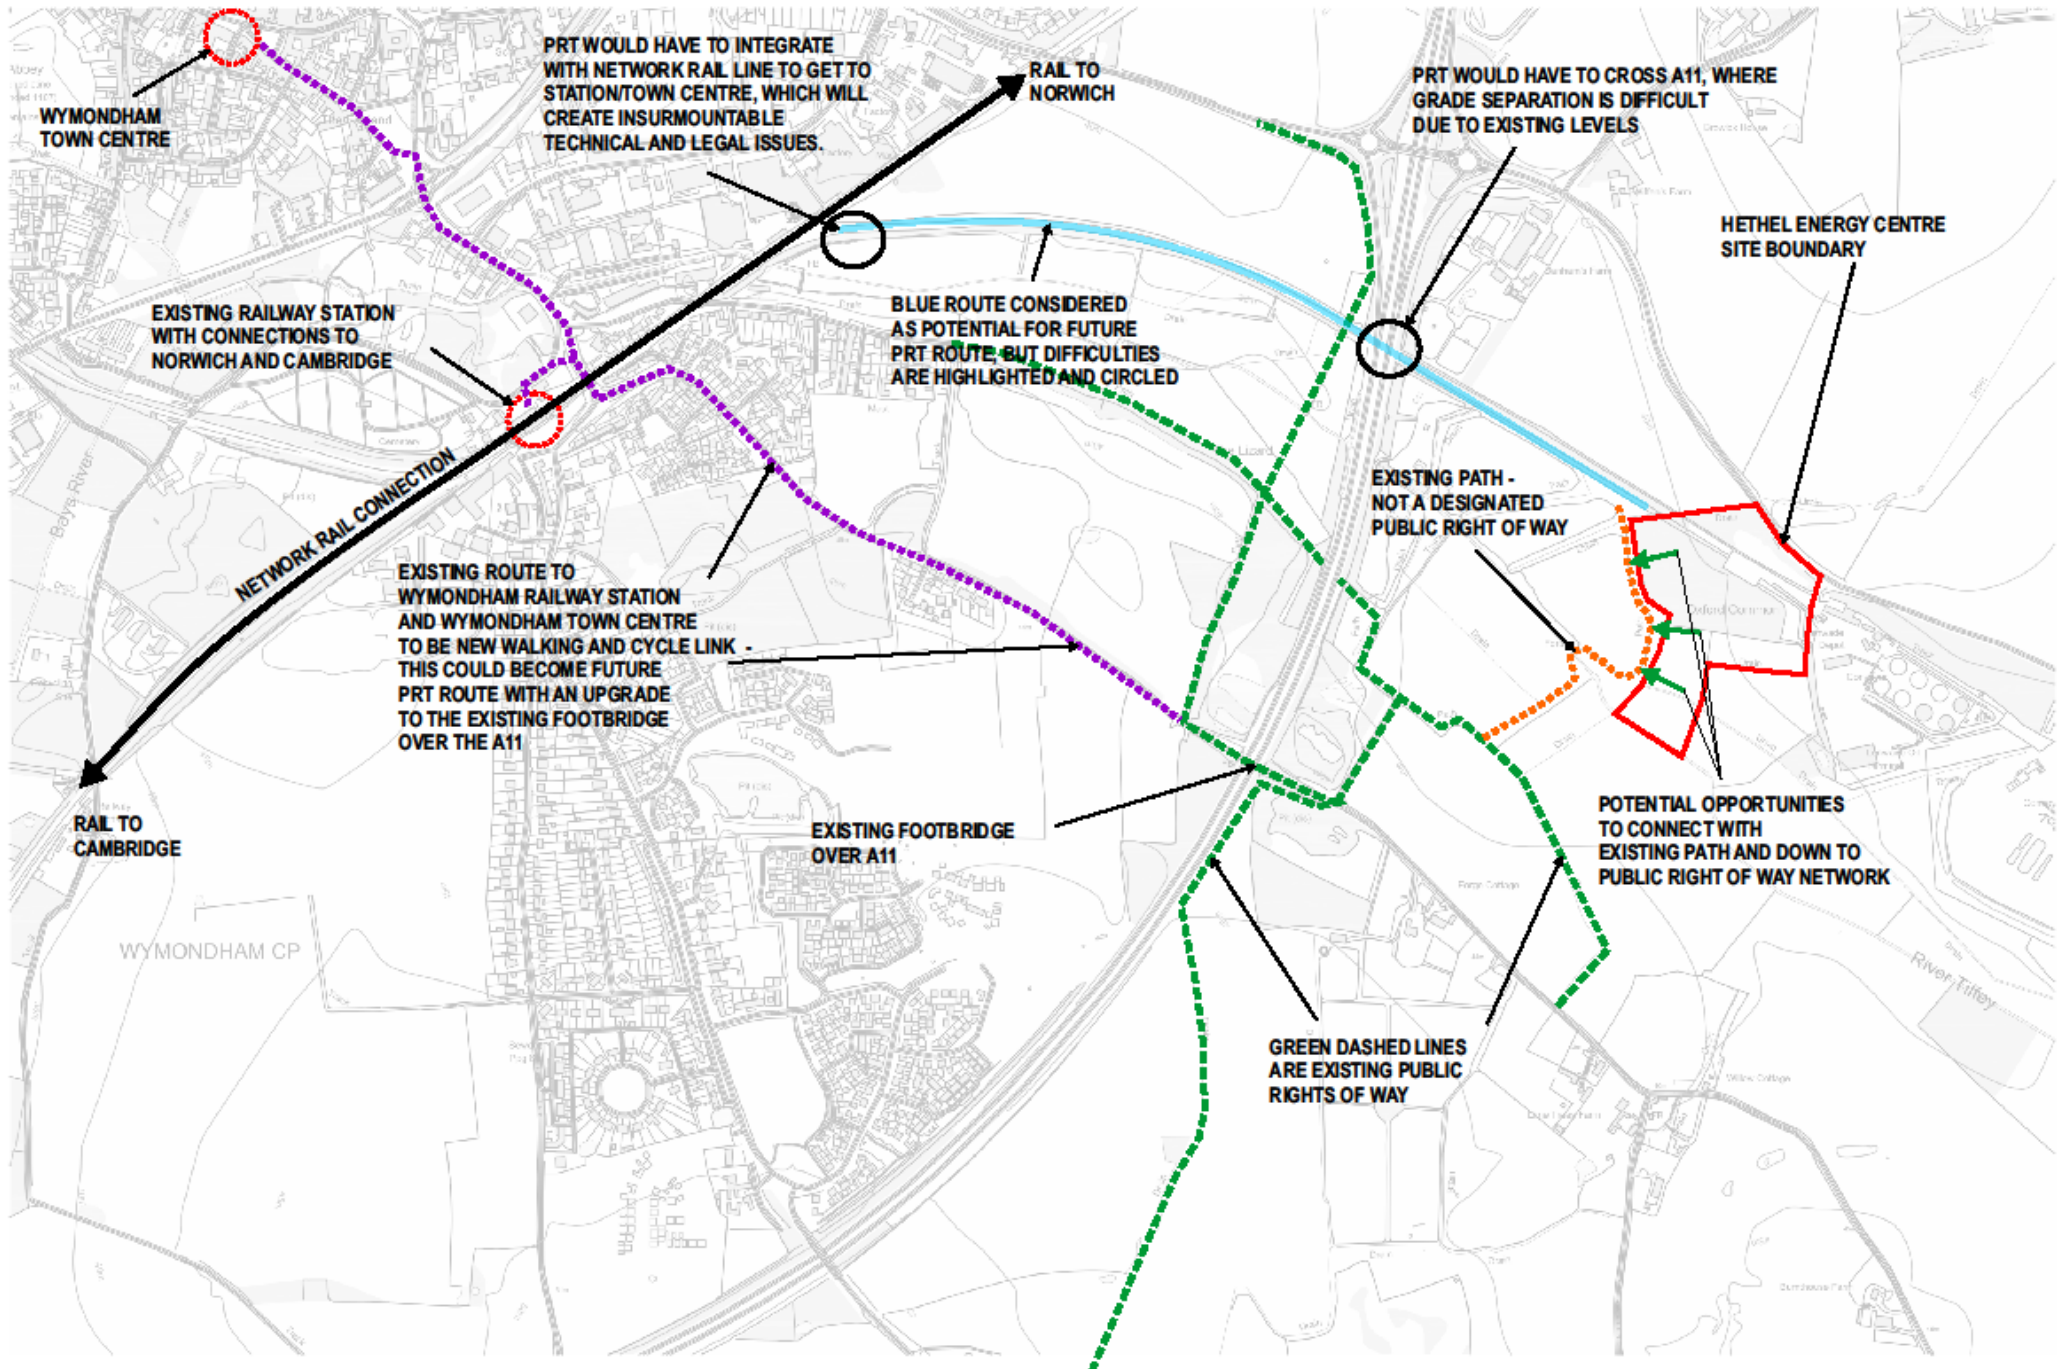 PRT WOULD HAVE TO INTEGRATE
WITH NETWORK RAIL LINE TO GET TO
STATION/TOWN CENTRE, WHICH WILL
CREATE INSURMOUNTABLE
TECHNICAL AND LEGAL ISSUES.
RAIL TO
NORWICH
PRT WOULD HAVE TO CROSS A11, WHERE
GRADE SEPARATION IS DIFFICULT
DUE TO EXISTING LEVELS
WYMONDHAM
TOWN CENTRE
HETHEL ENERGY CENTRE
SITE BOUNDARY
EXISTING RAILWAY STATION
WITH CONNECTIONS TO
NORWICH AND CAMBRIDGE
BLUE ROUTE CONSIDERED
AS POTENTIAL FOR FUTURE
PRT ROUTE, BUT DIFFICULTIES
ARE HIGHLIGHTED AND CIRCLED
NETWORK RAIL CONNECTION
Bays River
EXISTING PATH -
NOT A DESIGNATED
PUBLIC RIGHT OF WAY
EXISTING ROUTE TO
WYMONDHAM RAILWAY STATION
AND WYMONDHAM TOWN CENTRE
TO BE NEW WALKING AND CYCLE LINK -
THIS COULD BECOME FUTURE
PRT ROUTE WITH AN UPGRADE
TO THE EXISTING FOOTBRIDGE
OVER THE A11
Oxford Common
RAIL TO
CAMBRIDGE
EXISTING FOOTBRIDGE
OVER A11
POTENTIAL OPPORTUNITIES
TO CONNECT WITH
EXISTING PATH AND DOWN TO
PUBLIC RIGHT OF WAY NETWORK
WYMONDHAM CP
River Tiffey
GREEN DASHED LINES
ARE EXISTING PUBLIC
RIGHTS OF WAY
Willow Cottage